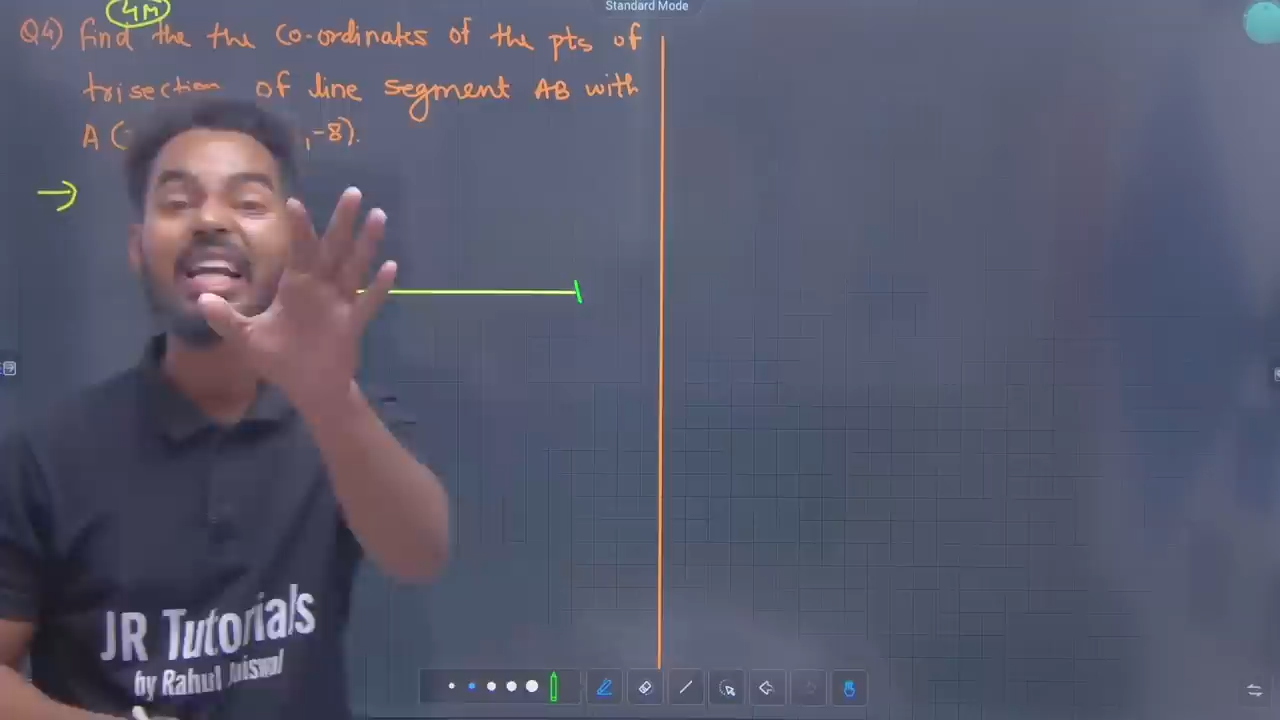 Standard Mode
4M
Q4) Find the the Co-ordinates of the pts of
trisection of line segment AB with
A (- ,-8).
→
JR Tutorials
by Rahul Jaiswal